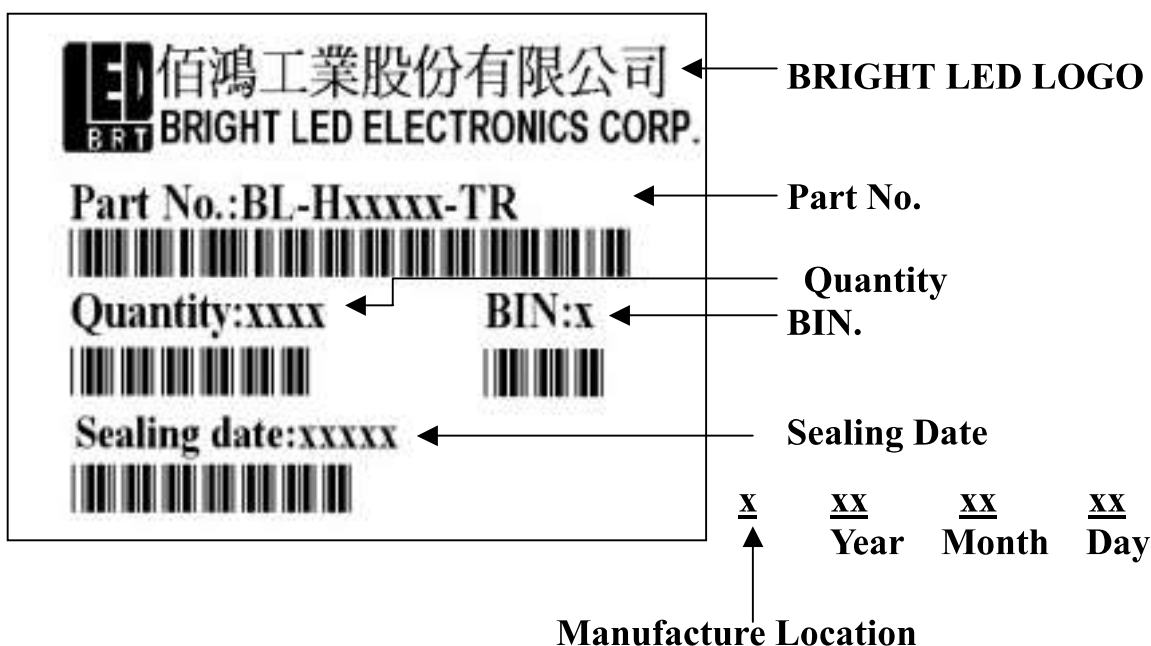 LED
BRT
佰鴻工業股份有限公司
BRIGHT LED ELECTRONICS CORP.
BRIGHT LED LOGO
Part No.:BL-Hxxxxx-TR
Part No.
Quantity:xxxx
BIN:x
Quantity
BIN.
Sealing date:xxxxx
Sealing Date
x xx xx xx
Year Month Day
Manufacture Location